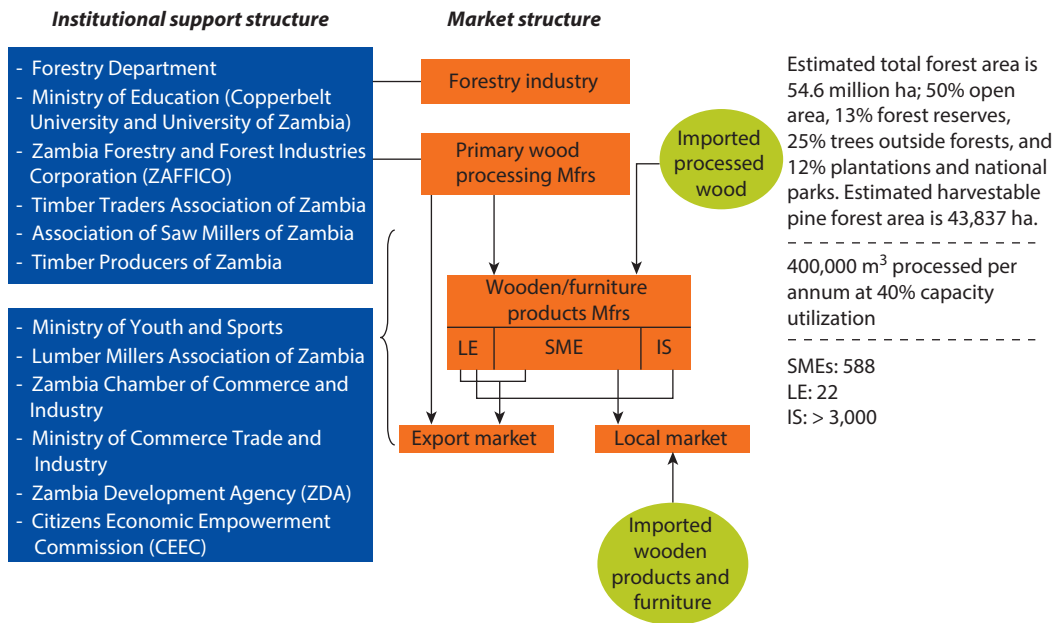 Institutional support structure
Market structure
- Forestry Department
- Ministry of Education (Copperbelt
University and University of Zambia)
- Zambia Forestry and Forest Industries
Corporation (ZAFFICO)
- Timber Traders Association of Zambia
- Association of Saw Millers of Zambia
- Timber Producers of Zambia
- Ministry of Youth and Sports
- Lumber Millers Association of Zambia
- Zambia Chamber of Commerce and
Industry
- Ministry of Commerce Trade and
Industry
- Zambia Development Agency (ZDA)
- Citizens Economic Empowerment
Commission (CEEC)
Forestry industry
Primary wood
processing Mfrs
Imported
processed
wood
Wooden/furniture
products Mfrs
LE SME IS
Export market
Local market
Imported
wooden
products and
furniture
Estimated total forest area is
54.6 million ha; 50% open
area, 13% forest reserves,
25% trees outside forests, and
12% plantations and national
parks. Estimated harvestable
pine forest area is 43,837 ha.
400,000 m³ processed per
annum at 40% capacity
utilization
SMEs: 588
LE: 22
IS: > 3,000